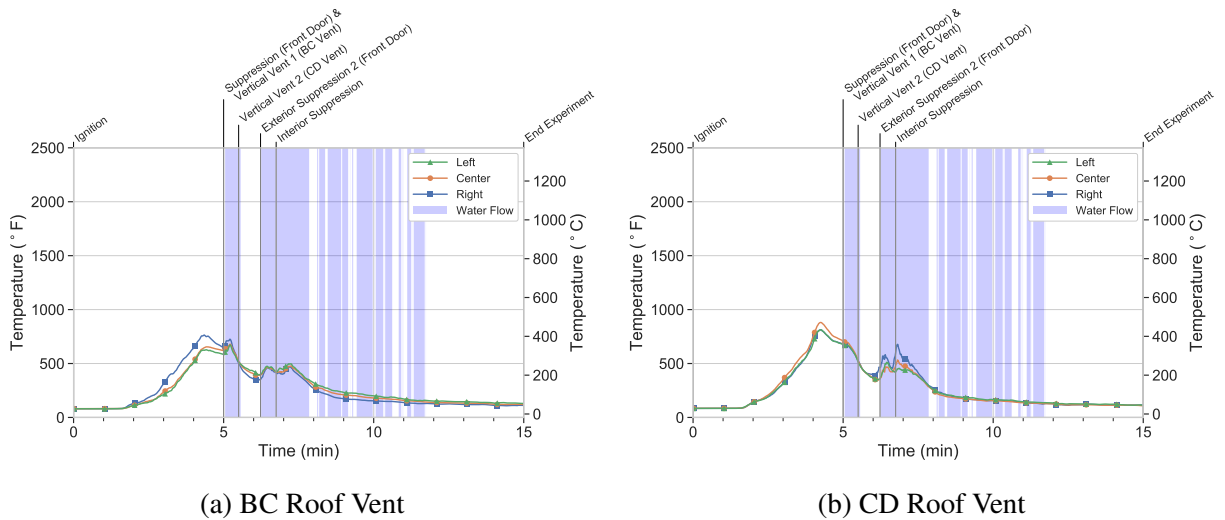 Suppression (Front Door) &
Vertical Vent 1 (BC Vent)
Vertical Vent 2 (CD Vent)
Exterior Suppression 2 (Front Door)
Interior Suppression
Ignition
End Experiment
2500
2000
1500
1000
500
0
Temperature (°F)
1200
1000
800
600
400
200
0
Temperature (°C)
Left
Center
Right
Water Flow
0
5
10
15
Time (min)
(a) BC Roof Vent
Suppression (Front Door) &
Vertical Vent 1 (BC Vent)
Vertical Vent 2 (CD Vent)
Exterior Suppression 2 (Front Door)
Interior Suppression
Ignition
End Experiment
2500
2000
1500
1000
500
0
Temperature (°F)
1200
1000
800
600
400
200
0
Temperature (°C)
Left
Center
Right
Water Flow
0
5
10
15
Time (min)
(b) CD Roof Vent